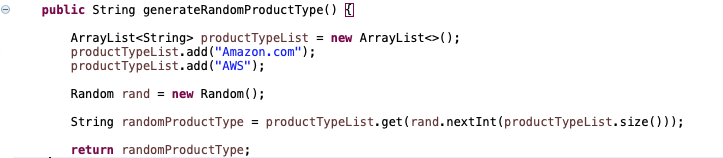 public String generateRandomProductType() {
ArrayList<String> productTypeList = new ArrayList<>();
productTypeList.add("Amazon.com");
productTypeList.add("AWS");
Random rand = new Random();
String randomProductType = productTypeList.get(rand.nextInt(productTypeList.size()));
return randomProductType;